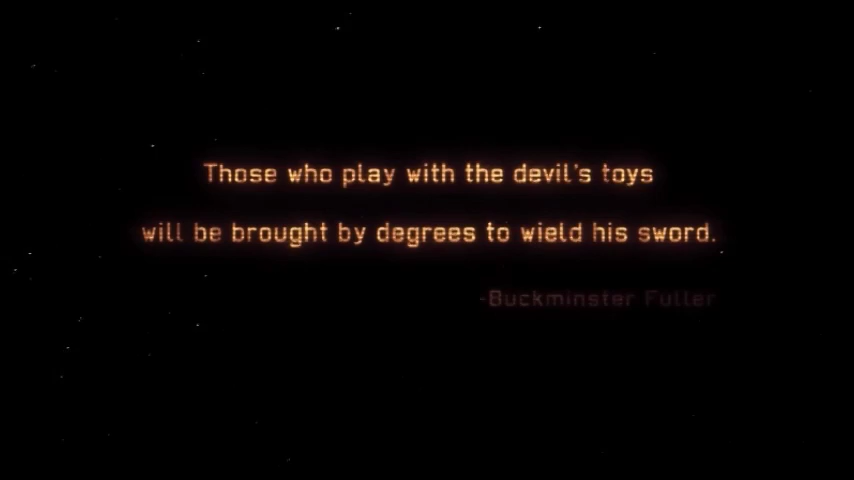 Those who play with the devil's toys
will be brought by degrees to wield his sword.
-Buckminster Fuller